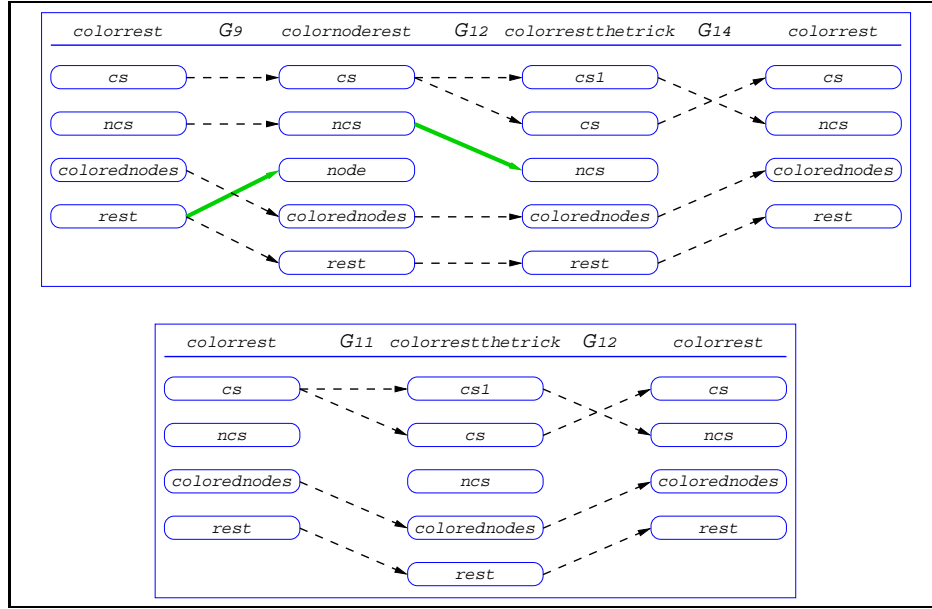 colorrest G9 colornoderest G12 colorrestthetrick G14 colorrest
cs cs cs1 cs
ncs ncs cs ncs
colorednodes node ncs colorednodes
rest colorednodes colorednodes rest
rest rest
colorrest G11 colorrestthetrick G12 colorrest
cs cs1 cs
ncs cs ncs
colorednodes ncs colorednodes
rest colorednodes rest
rest